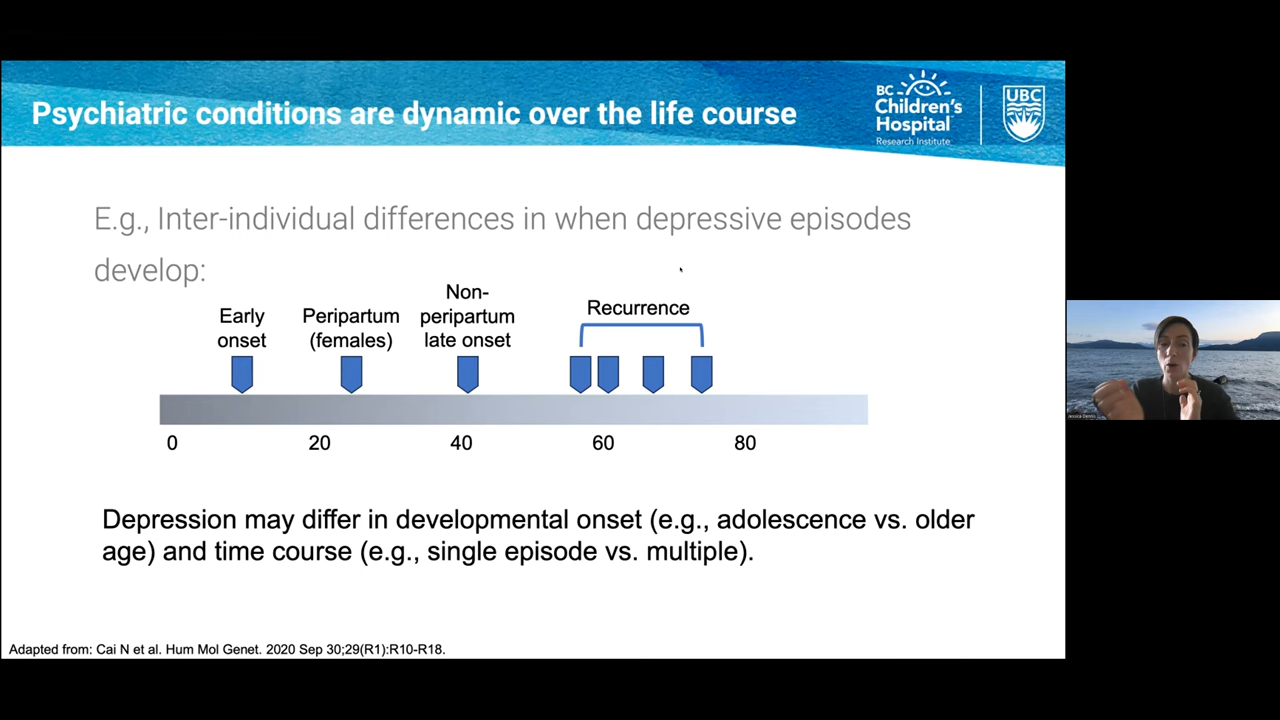 Psychiatric conditions are dynamic over the life course
BC
Children's
Hospital
Research Institute
UBC
E.g., Inter-individual differences in when depressive episodes
develop:
Early
onset
Peripartum
(females)
Non-
peripartum
late onset
Recurrence
0 20 40 60 80
Depression may differ in developmental onset (e.g., adolescence vs. older
age) and time course (e.g., single episode vs. multiple).
Adapted from: Cai N et al. Hum Mol Genet. 2020 Sep 30;29(R1):R10-R18.
Jessica Dennis